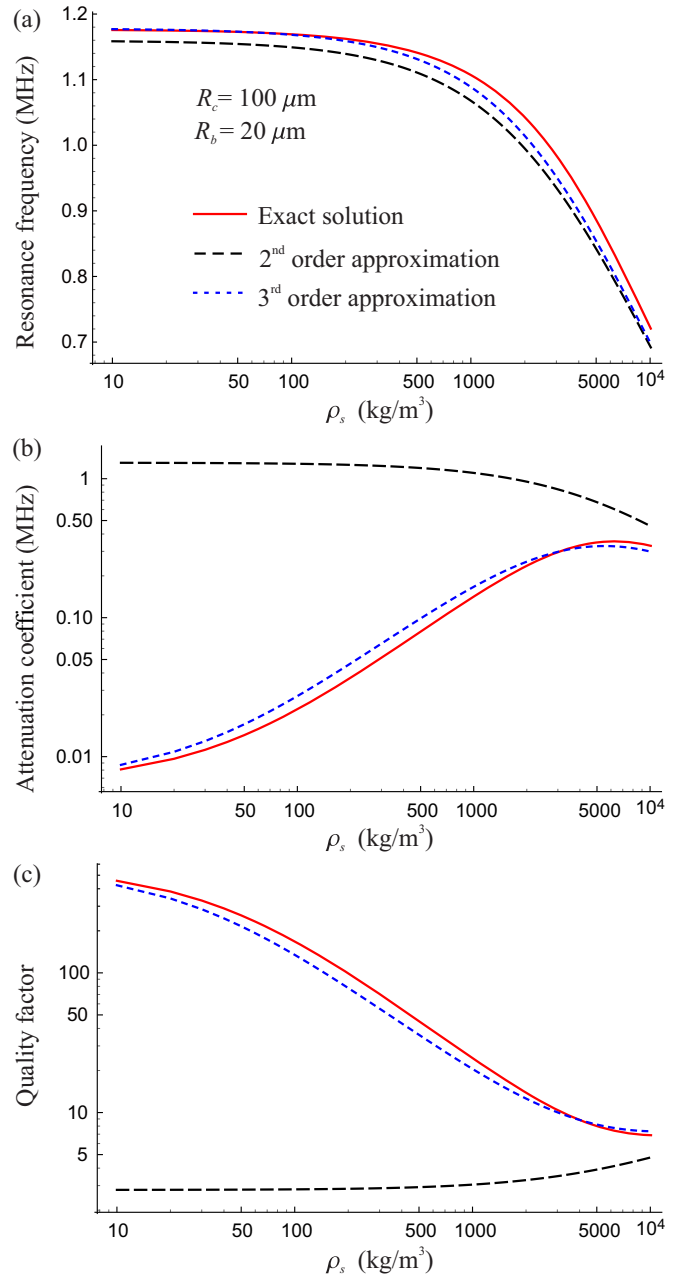 (a)
1.2
1.1
1.0
0.9
0.8
0.7
Resonance frequency (MHz)
R_c = 100 μm
R_b = 20 μm
Exact solution
2nd order approximation
3rd order approximation
10 50 100 500 1000 5000 10^4
ρ_s (kg/m^3)
(b)
1
0.50
0.10
0.05
0.01
Attenuation coefficient (MHz)
10 50 100 500 1000 5000 10^4
ρ_s (kg/m^3)
(c)
100
50
10
5
Quality factor
10 50 100 500 1000 5000 10^4
ρ_s (kg/m^3)